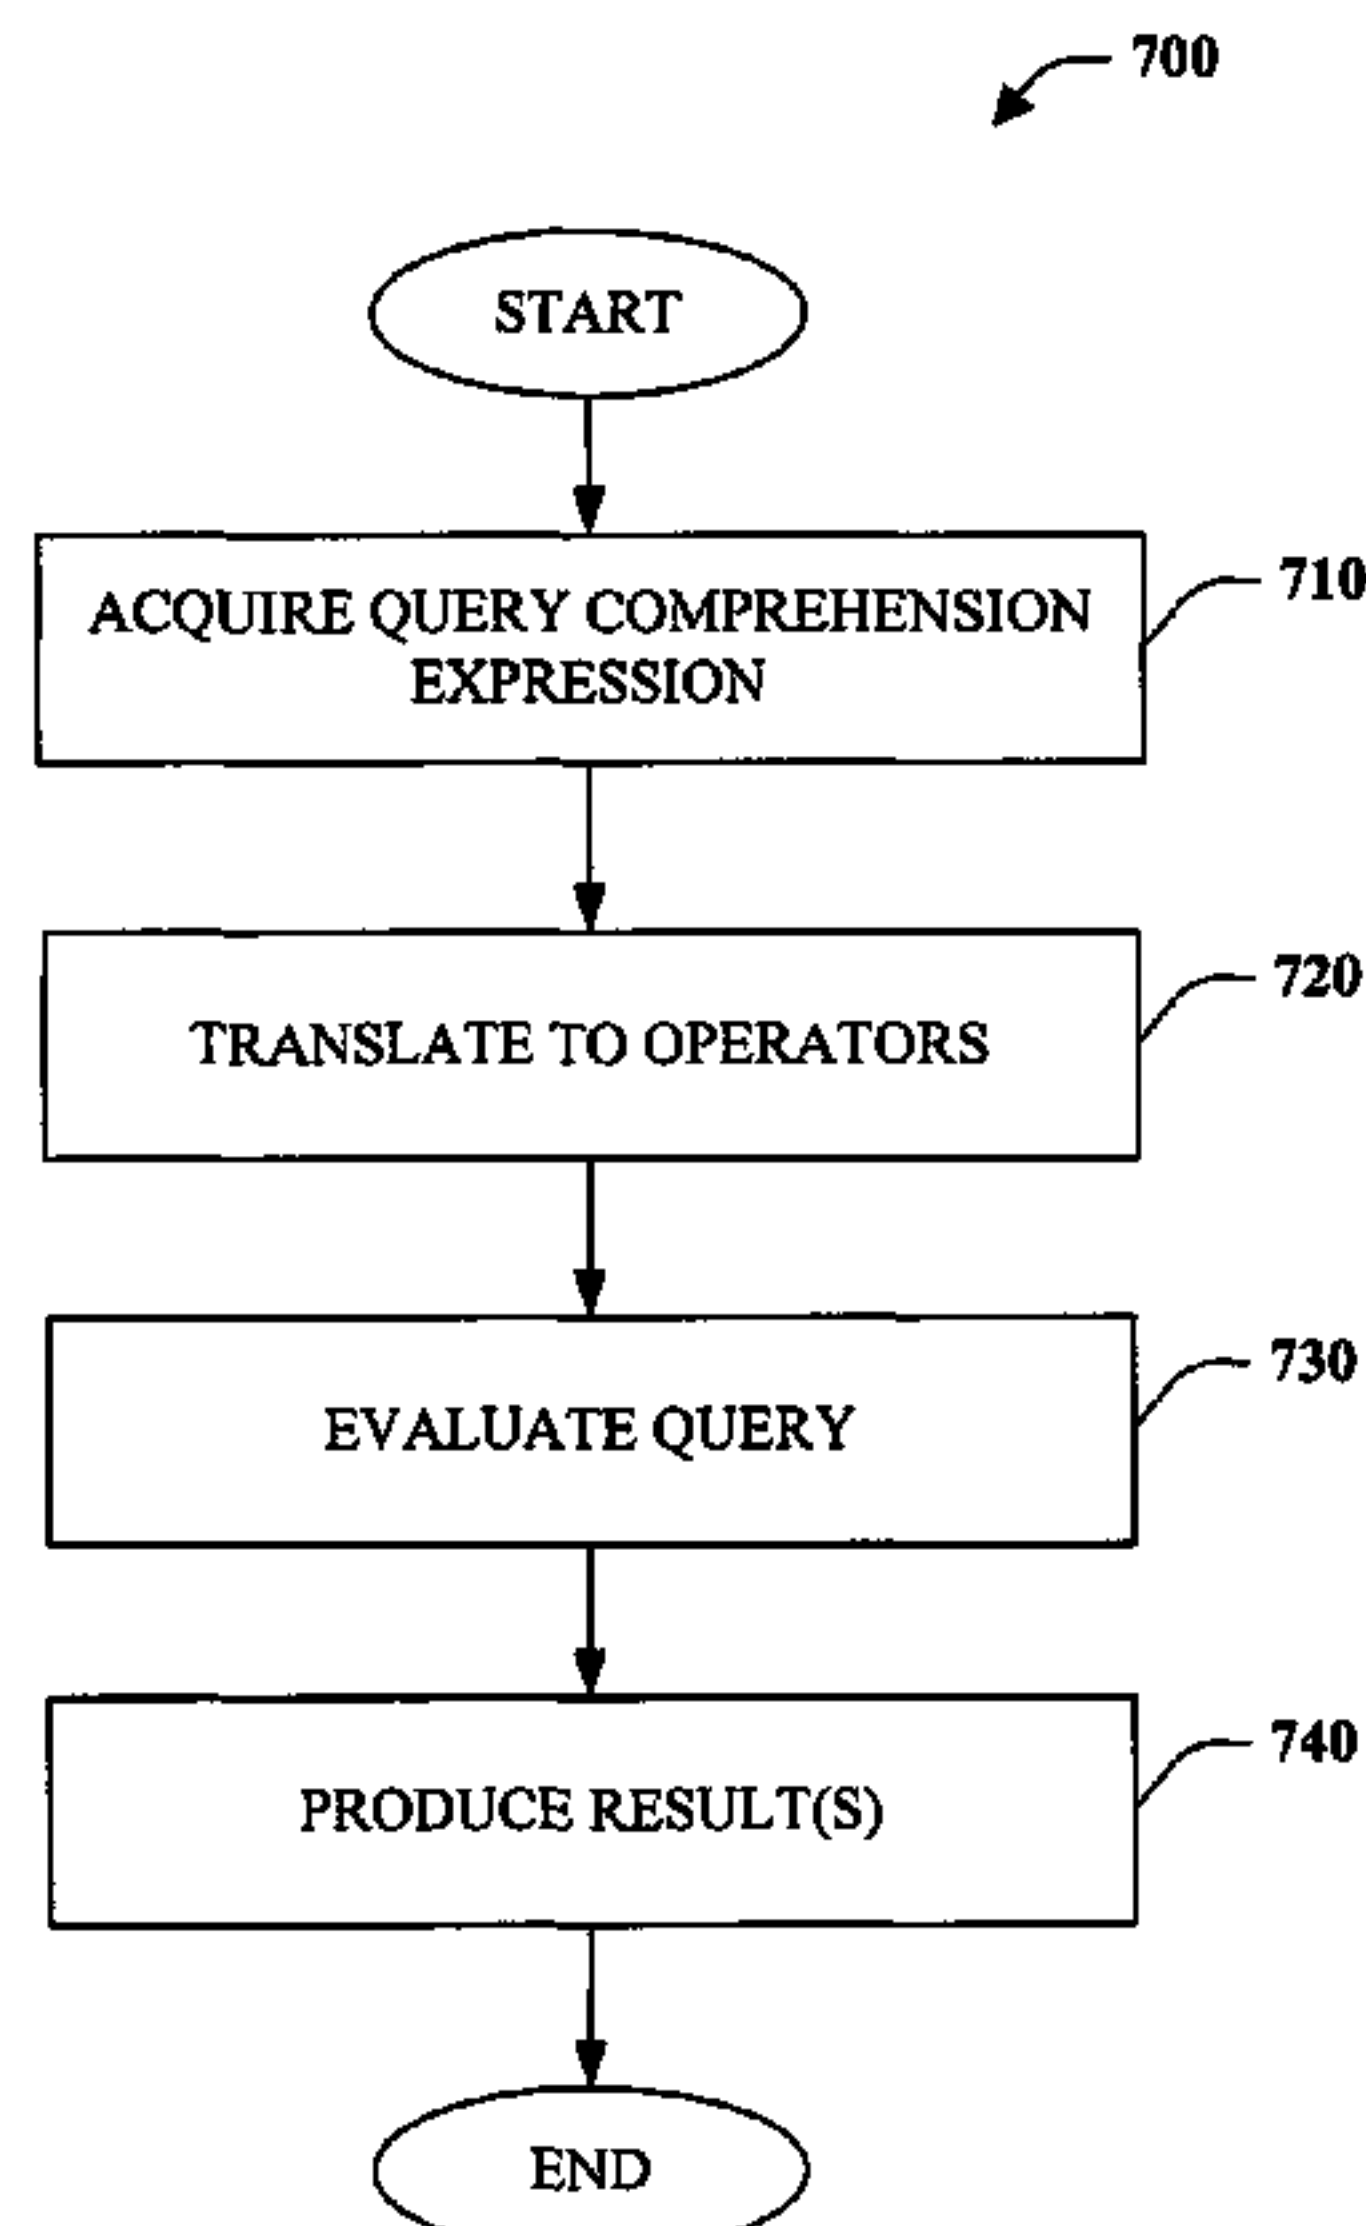 700
START
ACQUIRE QUERY COMPREHENSION
EXPRESSION
710
TRANSLATE TO OPERATORS
720
EVALUATE QUERY
730
PRODUCE RESULT(S)
740
END